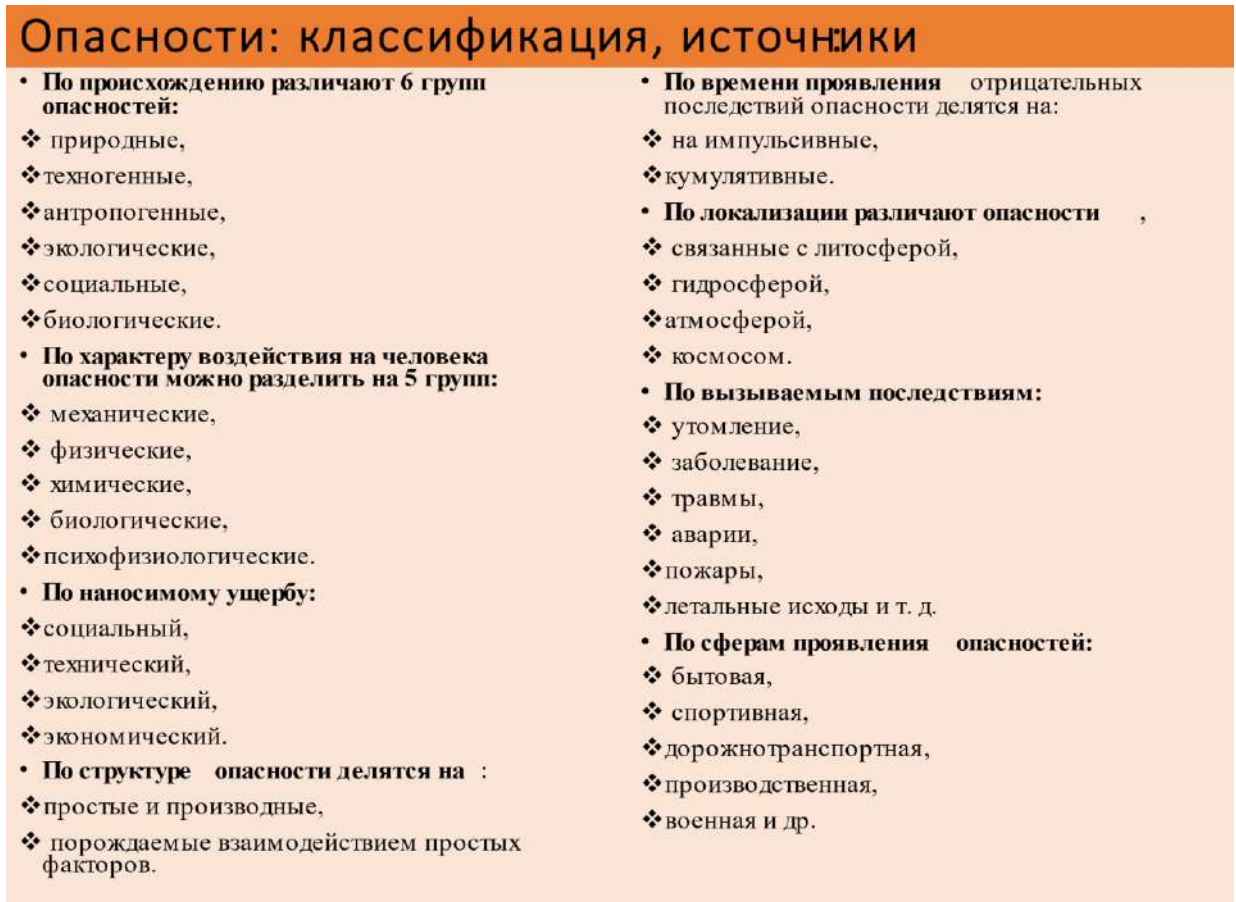 Опасности: классификация, источники
• По происхождению различают 6 групп
опасностей:
❖ природные,
❖техногенные,
❖антропогенные,
❖экологические,
❖социальные,
❖биологические.
• По характеру воздействия на человека
опасности можно разделить на 5 групп:
❖ механические,
❖ физические,
❖ химические,
❖ биологические,
❖психофизиологические.
• По наносимому ущербу:
❖социальный,
❖технический,
❖экологический,
❖экономический.
• По структуре опасности делятся на :
❖простые и производные,
❖ порождаемые взаимодействием простых
факторов.
• По времени проявления отрицательных
последствий опасности делятся на:
❖ на импульсивные,
❖кумулятивные.
• По локализации различают опасности ,
❖ связанные с литосферой,
❖ гидросферой,
❖атмосферой,
❖ космосом.
• По вызываемым последствиям:
❖ утомление,
❖ заболевание,
❖ травмы,
❖ аварии,
❖пожары,
❖летальные исходы и т. д.
• По сферам проявления опасностей:
❖ бытовая,
❖ спортивная,
❖дорожнотранспортная,
❖производственная,
❖военная и др.